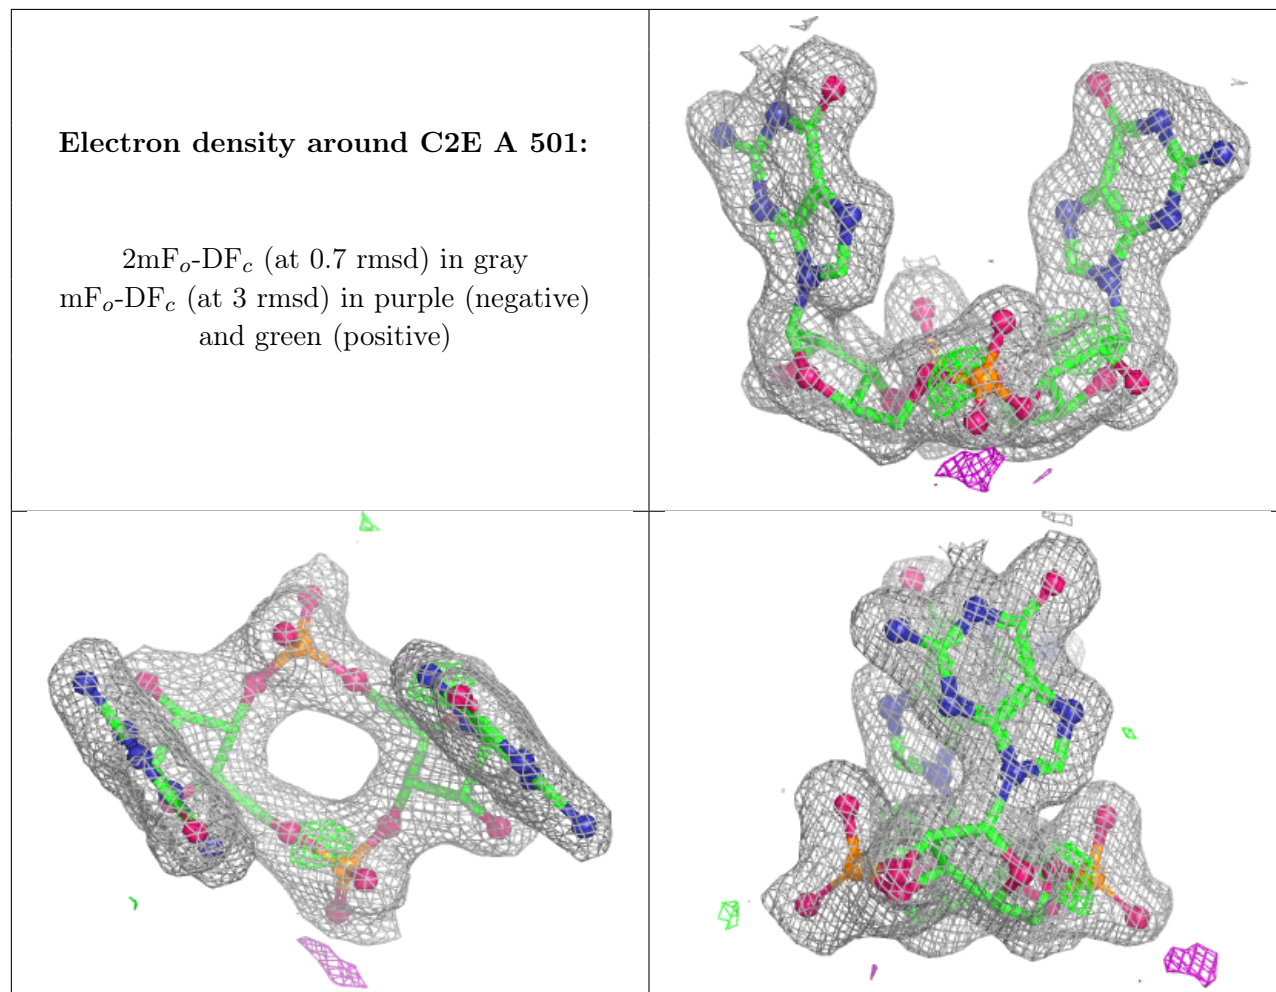 Electron density around C2E A 501:
2mFo-DFc (at 0.7 rmsd) in gray
mFo-DFc (at 3 rmsd) in purple (negative)
and green (positive)